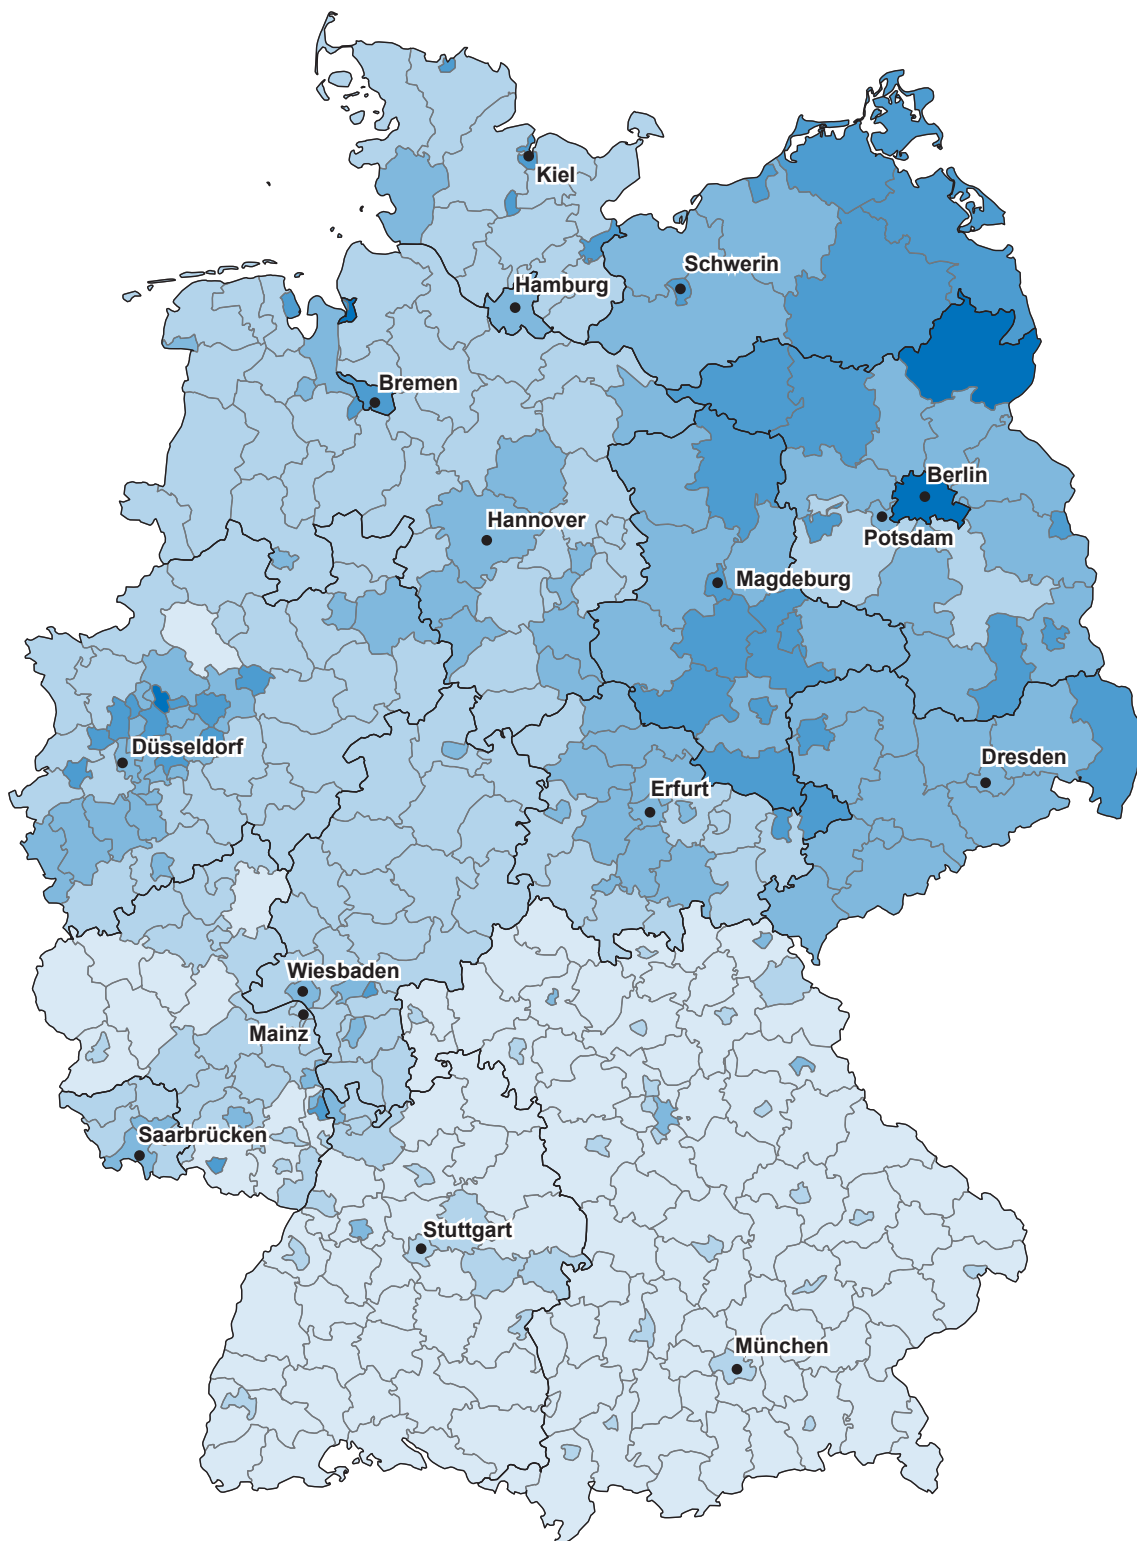 Kiel
Schwerin
Hamburg
Bremen
Berlin
Hannover
Potsdam
Magdeburg
Düsseldorf
Dresden
Erfurt
Wiesbaden
Mainz
Saarbrücken
Stuttgart
München